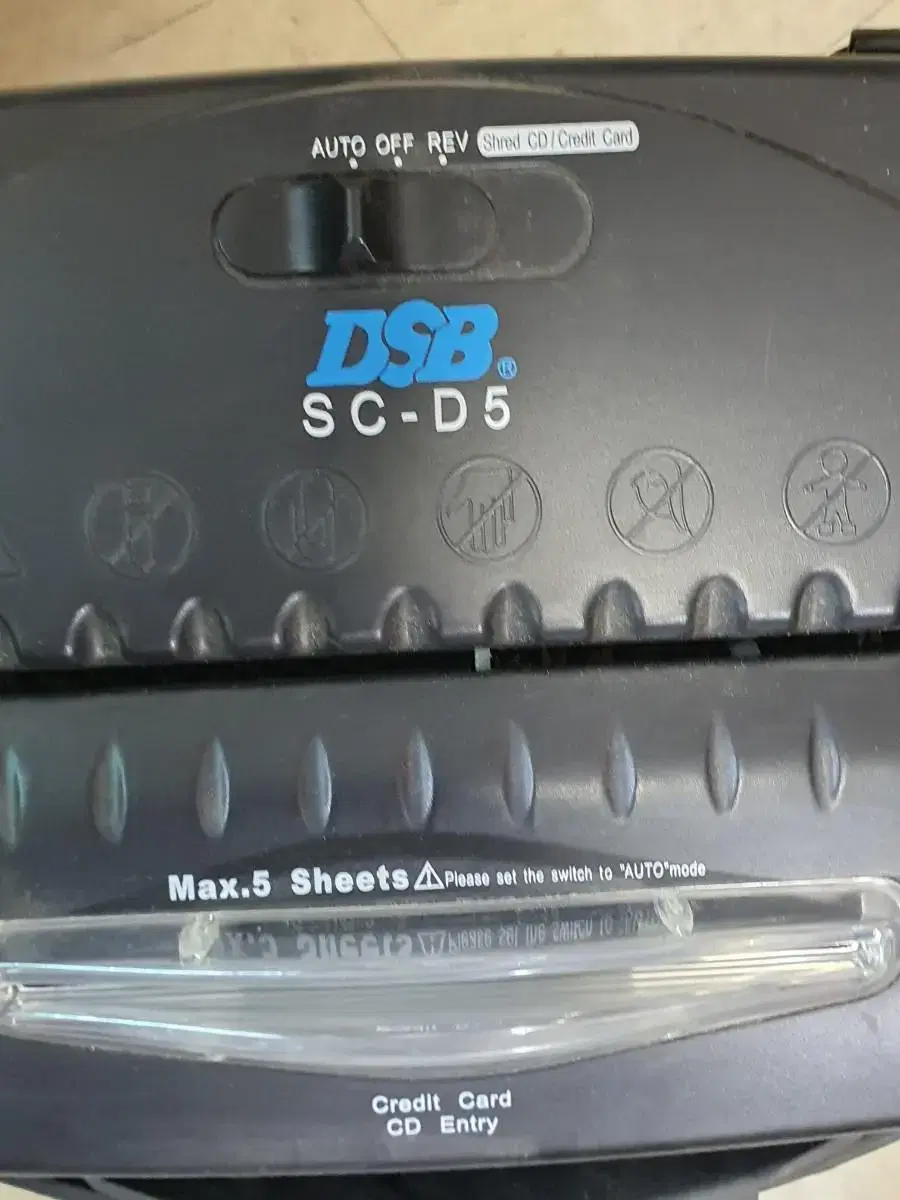 AUTO OFF REV Shred CD/Credit Card
DSB®
SC-D5
Max.5 Sheets⚠Please set the switch to "AUTO"mode
Credit Card
CD Entry